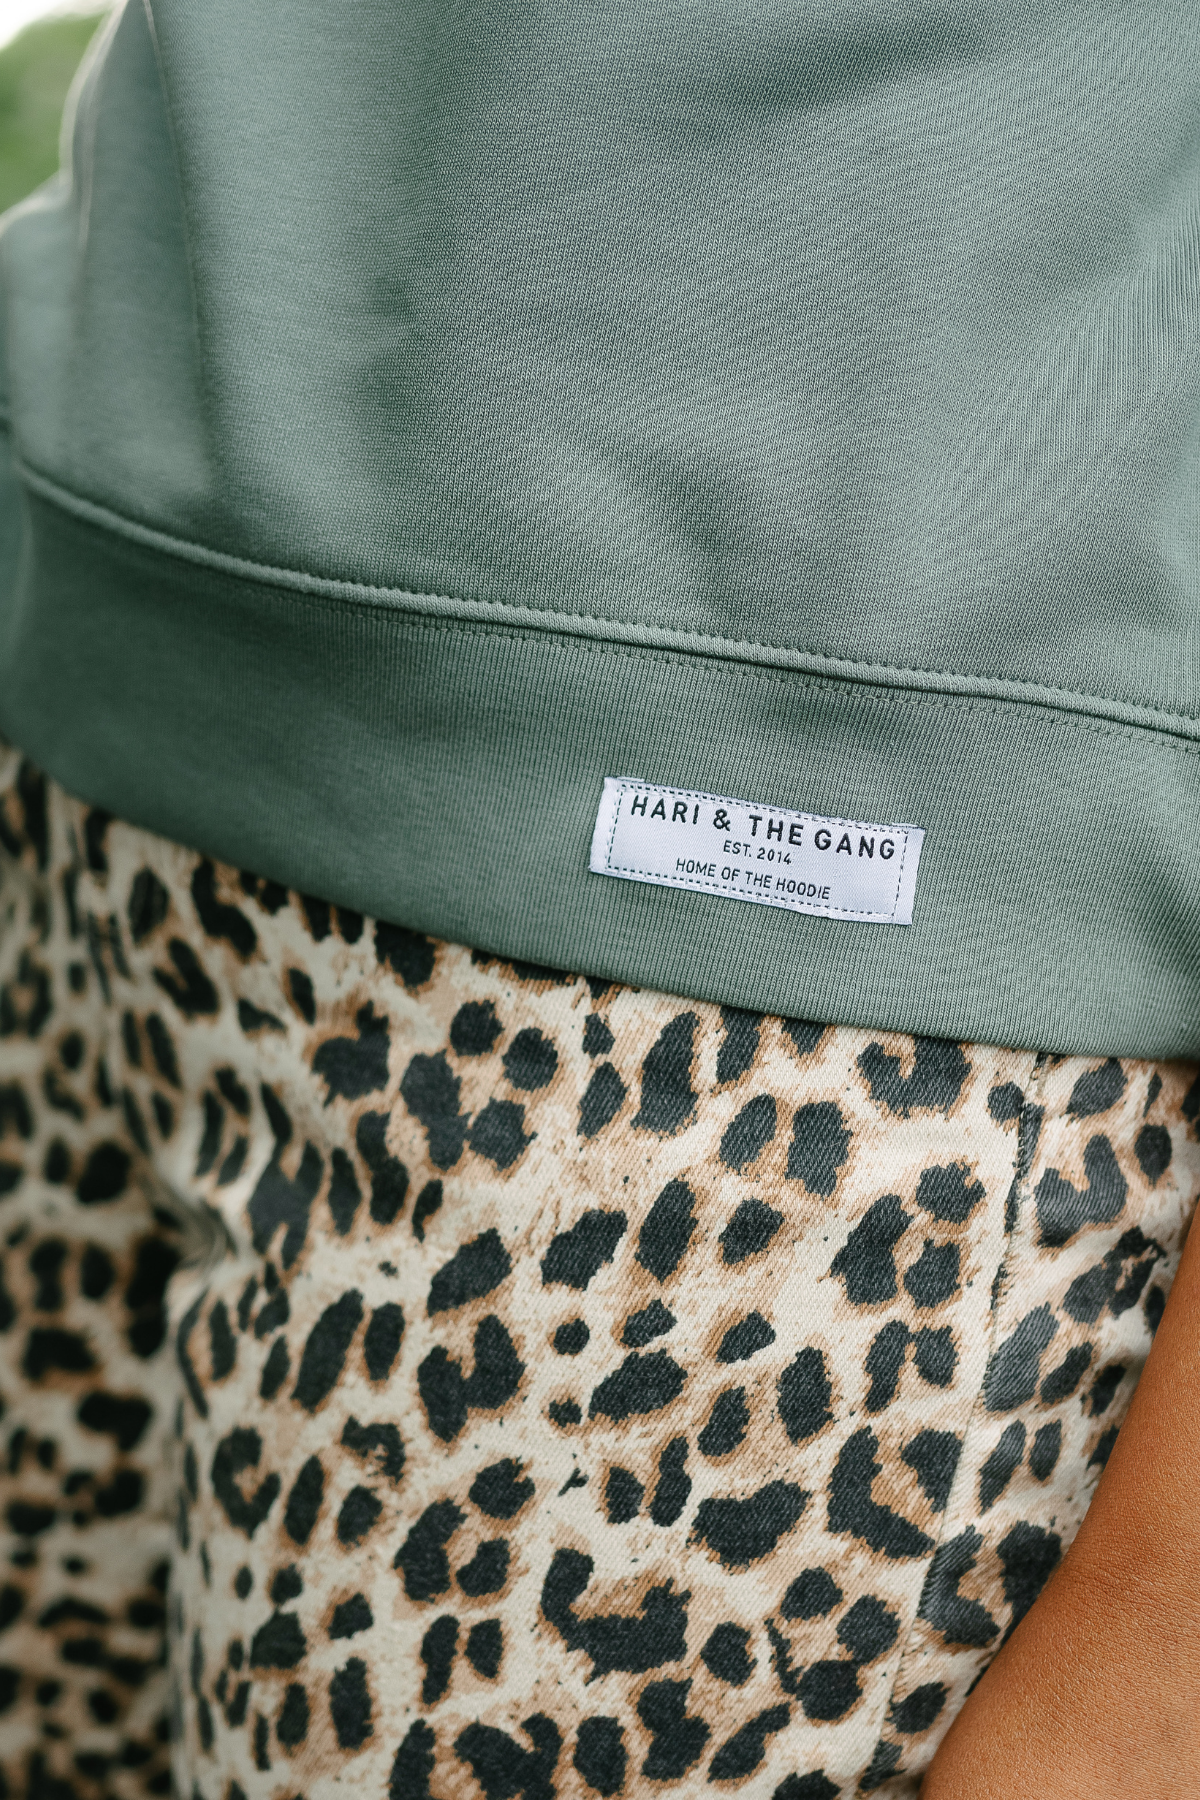 HARI & THE GANG
EST. 2014
HOME OF THE HOODIE